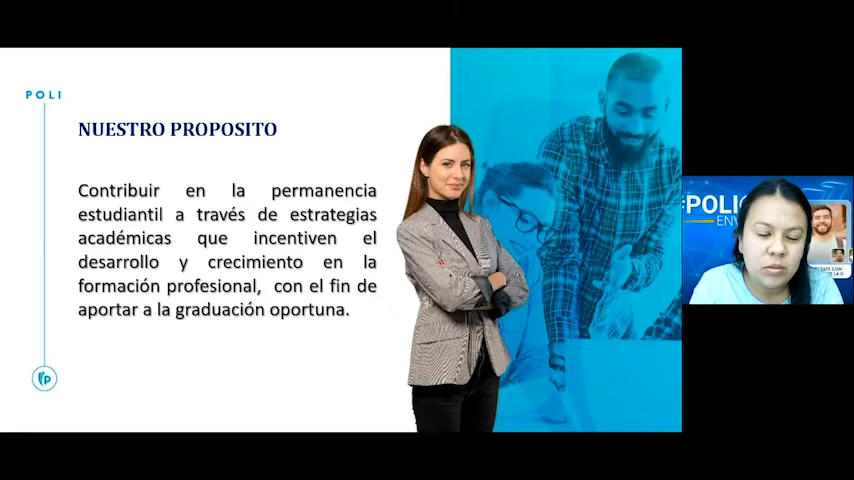 POLI
NUESTRO PROPOSITO
Contribuir en la permanencia
estudiantil a través de estrategias
académicas que incentiven el
desarrollo y crecimiento en la
formación profesional, con el fin de
aportar a la graduación oportuna.
#POLI